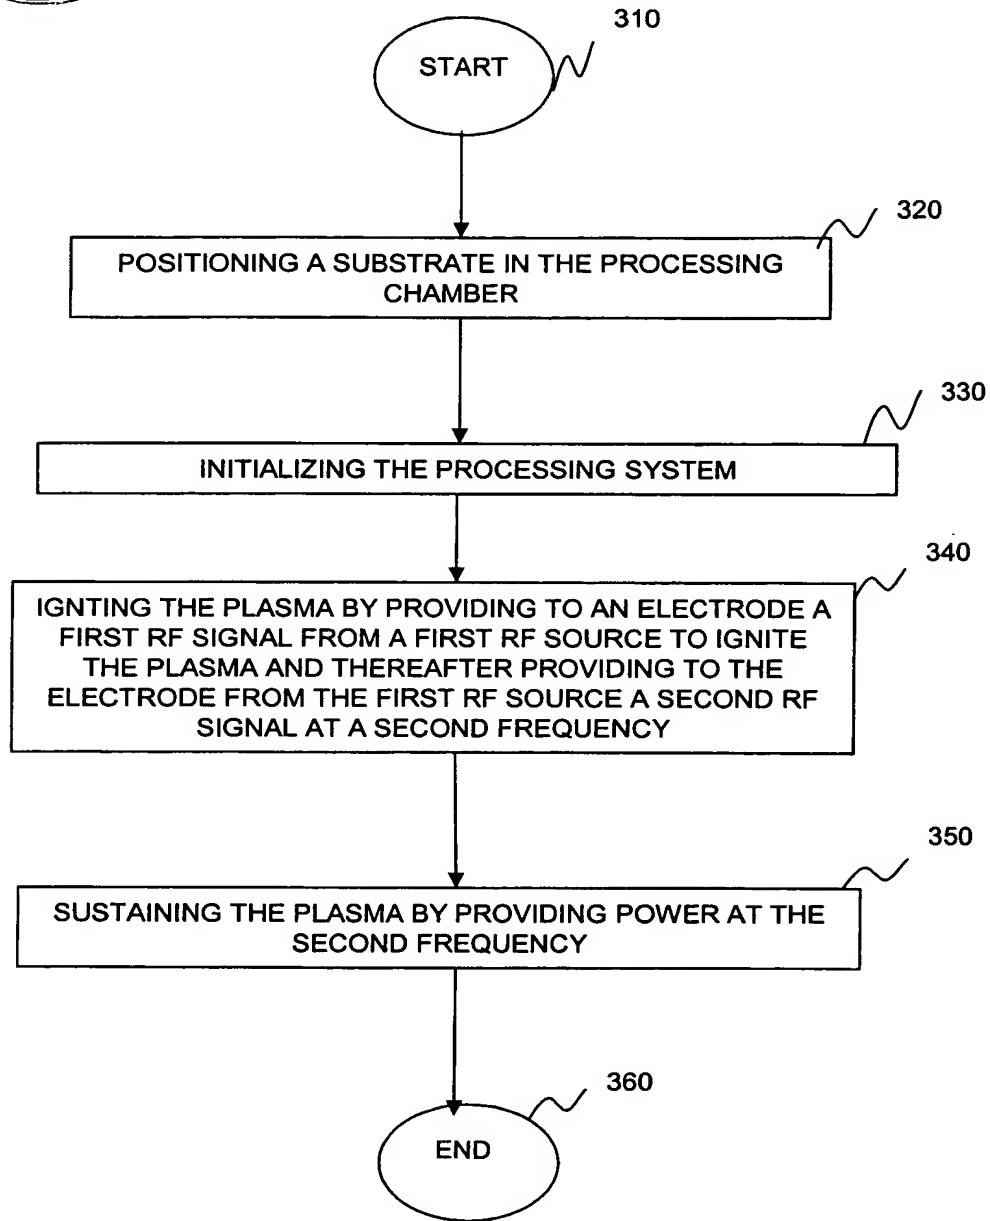 310
START
320
POSITIONING A SUBSTRATE IN THE PROCESSING
CHAMBER
330
INITIALIZING THE PROCESSING SYSTEM
340
IGNTING THE PLASMA BY PROVIDING TO AN ELECTRODE A
FIRST RF SIGNAL FROM A FIRST RF SOURCE TO IGNITE
THE PLASMA AND THEREAFTER PROVIDING TO THE
ELECTRODE FROM THE FIRST RF SOURCE A SECOND RF
SIGNAL AT A SECOND FREQUENCY
350
SUSTAINING THE PLASMA BY PROVIDING POWER AT THE
SECOND FREQUENCY
360
END